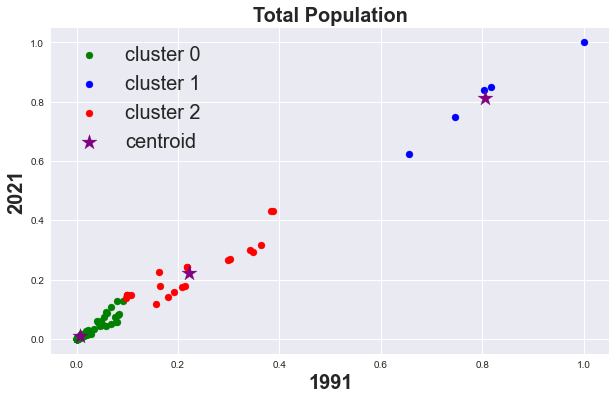 Total Population
1.0
0.8
0.6
0.4
0.2
0.0
2021
cluster 0
cluster 1
cluster 2
centroid
0.0 0.2 0.4 0.6 0.8 1.0
1991